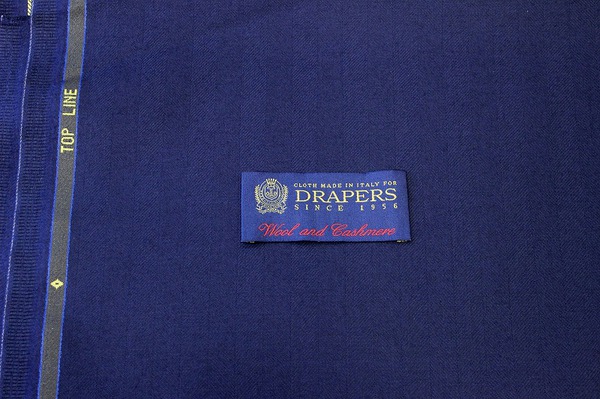 TOP LINE
CLOTH MADE IN ITALY FOR
DRAPERS
SINCE 1956
Wool and Cashmere